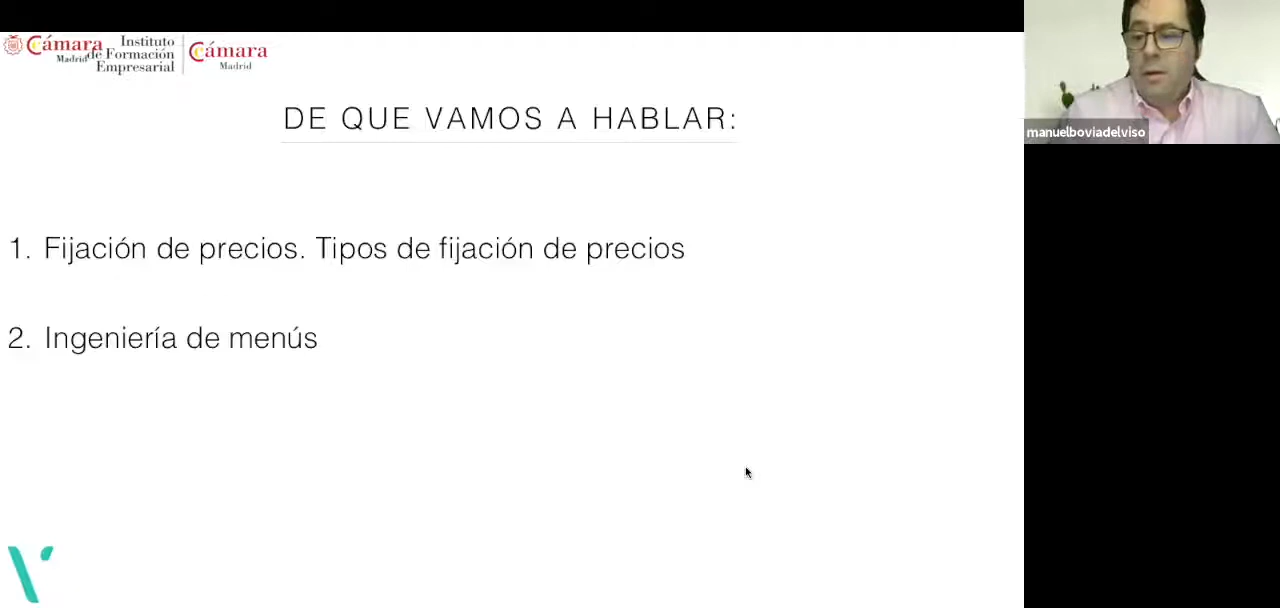 Cámara
Madrid
Instituto
de Formación
Empresarial
Cámara
Madrid
DE QUE VAMOS A HABLAR:
1. Fijación de precios. Tipos de fijación de precios
2. Ingeniería de menús
manuelboviadelviso